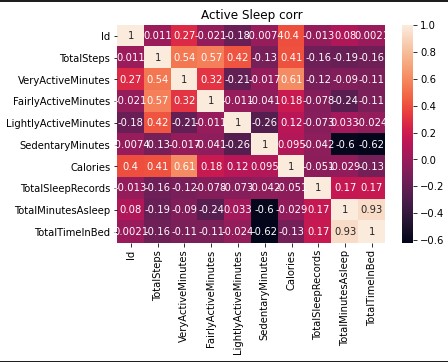 Active Sleep corr
Id 1 0.011 0.27 -0.021 -0.18 -0.0074 0.4 -0.013 0.08 0.0021
TotalSteps 0.011 1 0.54 0.57 0.42 -0.13 0.41 -0.16 -0.19 -0.16
VeryActiveMinutes 0.27 0.54 1 0.32 -0.21 -0.017 0.61 -0.12 -0.09 -0.11
FairlyActiveMinutes -0.021 0.57 0.32 1 -0.011 -0.041 0.18 -0.078 -0.24 -0.11
LightlyActiveMinutes -0.18 0.42 -0.21 -0.011 1 -0.26 0.12 -0.073 0.033 -0.024
SedentaryMinutes -0.0074 -0.13 -0.017 -0.041 -0.26 1 0.095 -0.042 -0.6 -0.62
Calories 0.4 0.41 0.61 0.18 0.12 0.095 1 -0.051 -0.029 -0.13
TotalSleepRecords -0.013 -0.16 -0.12 -0.078 -0.073 -0.042 -0.051 1 0.17 0.17
TotalMinutesAsleep 0.08 -0.19 -0.09 -0.24 0.033 -0.6 -0.029 0.17 1 0.93
TotalTimeInBed 0.0021 -0.16 -0.11 -0.11 -0.024 -0.62 -0.13 0.17 0.93 1
Id
TotalSteps
VeryActiveMinutes
FairlyActiveMinutes
LightlyActiveMinutes
SedentaryMinutes
Calories
TotalSleepRecords
TotalMinutesAsleep
TotalTimeInBed
1.0
0.8
0.6
0.4
0.2
0.0
−0.2
−0.4
−0.6